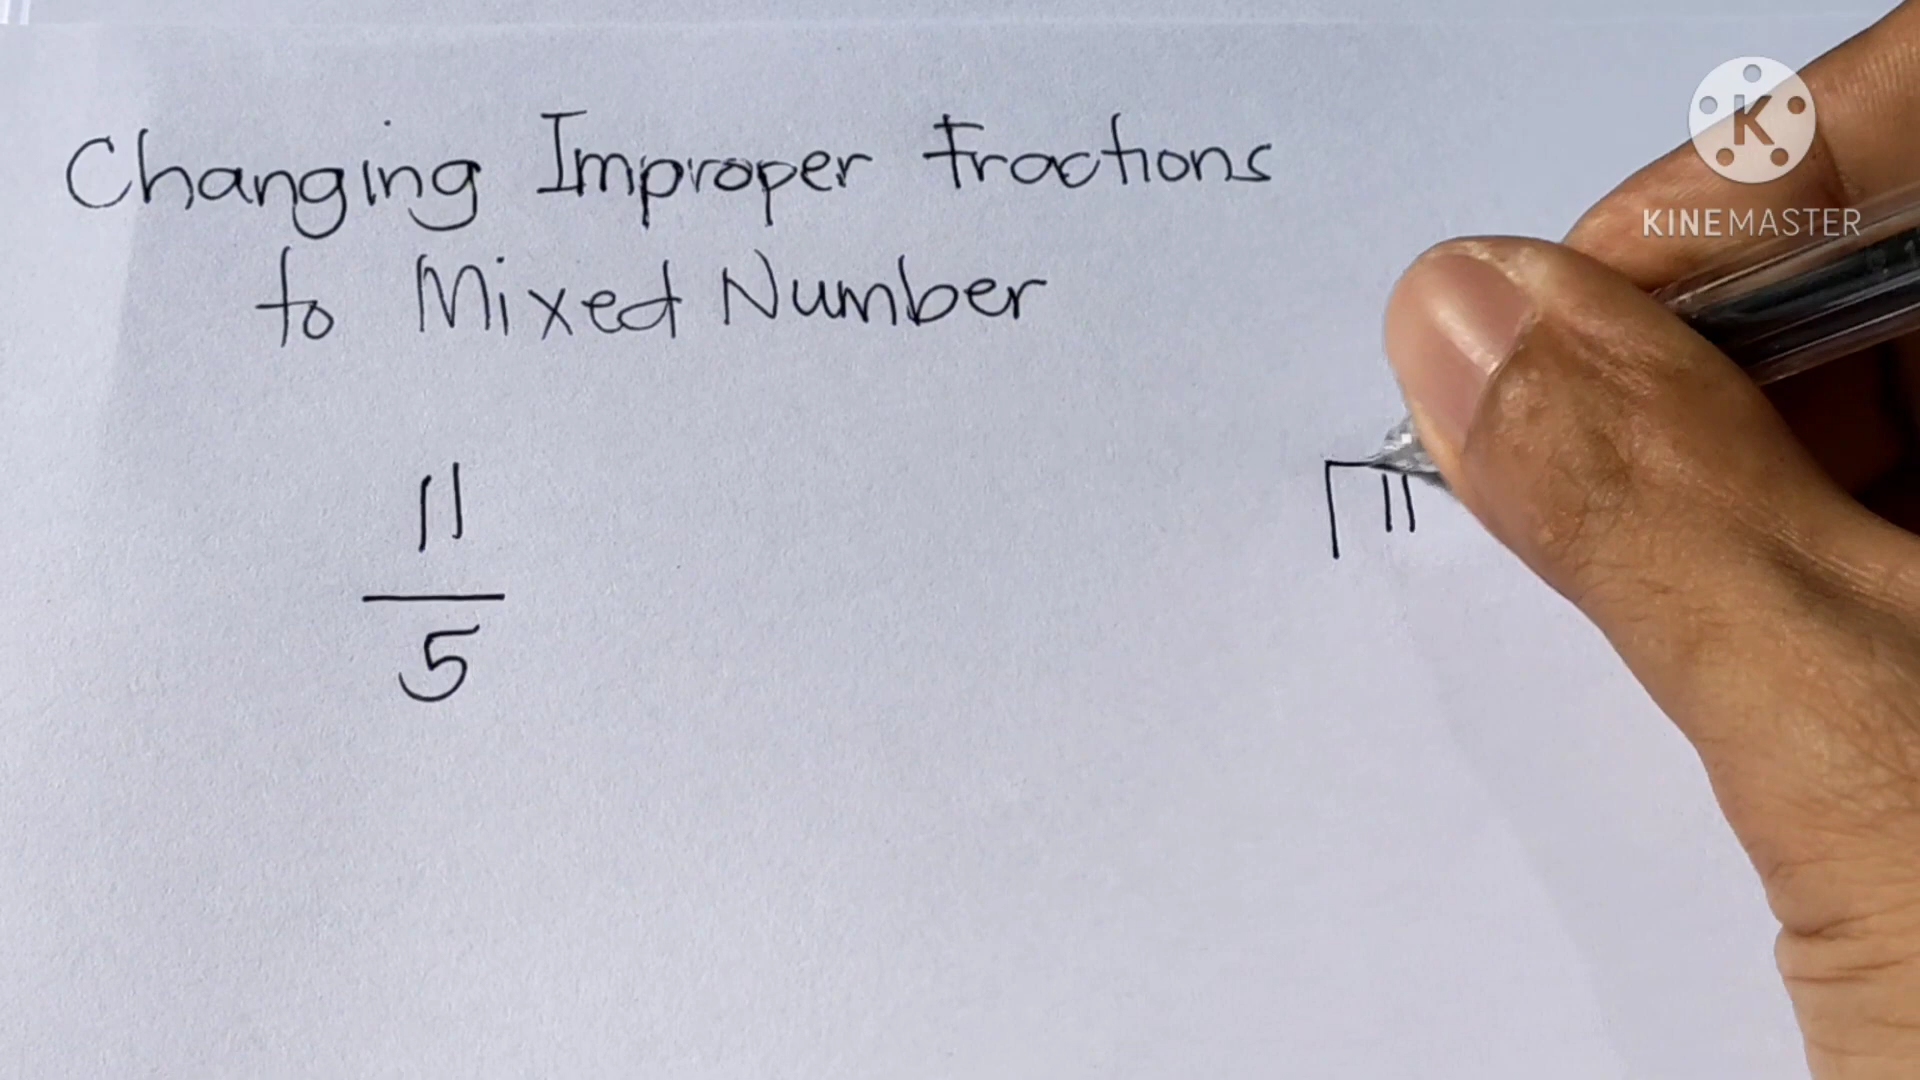 Changing Improper Fractions
to Mixed Number
11
5
11
K
KINEMASTER